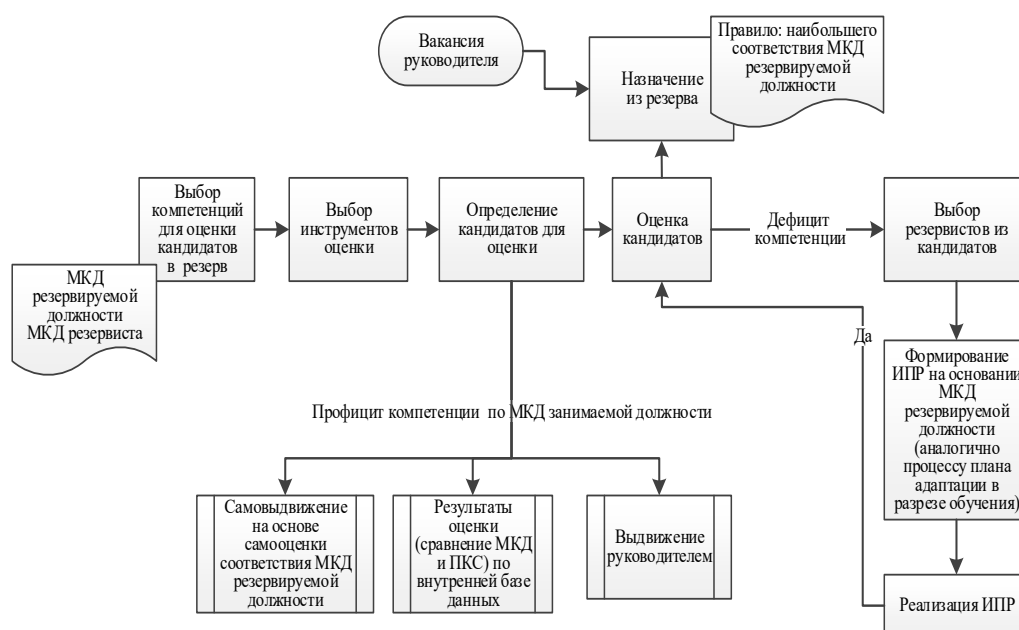 Вакансия
руководителя
Назначение
из резерва
Правило: наибольшего
соответствия МКД
резервируемой
должности
Выбор
компетенций
для оценки
кандидатов
в резерв
МКД
резервируемой
должности
МКД резервиста
Выбор
инструментов
оценки
Определение
кандидатов для
оценки
Оценка
кандидатов
Дефицит
компетенции
Выбор
резервистов из
кандидатов
Да
Формирование
ИПР на основании
МКД
резервируемой
должности
(аналогично
процессу плана
адаптации в
разрезе обучения)
Реализация ИПР
Профицит компетенции по МКД занимаемой должности
Самовыдвижение
на основе
самооценки
соответствия МКД
резервируемой
должности
Результаты
оценки
(сравнение МКД
и ПКС) по
внутренней базе
данных
Выдвижение
руководителем